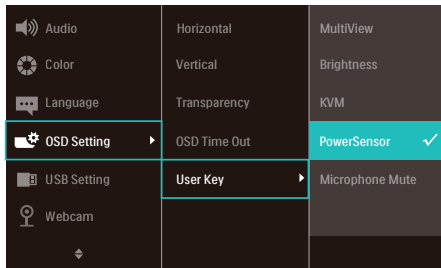 Audio
Color
Language
OSD Setting
USB Setting
Webcam
Horizontal
Vertical
Transparency
OSD Time Out
User Key
MultiView
Brightness
KVM
PowerSensor
Microphone Mute